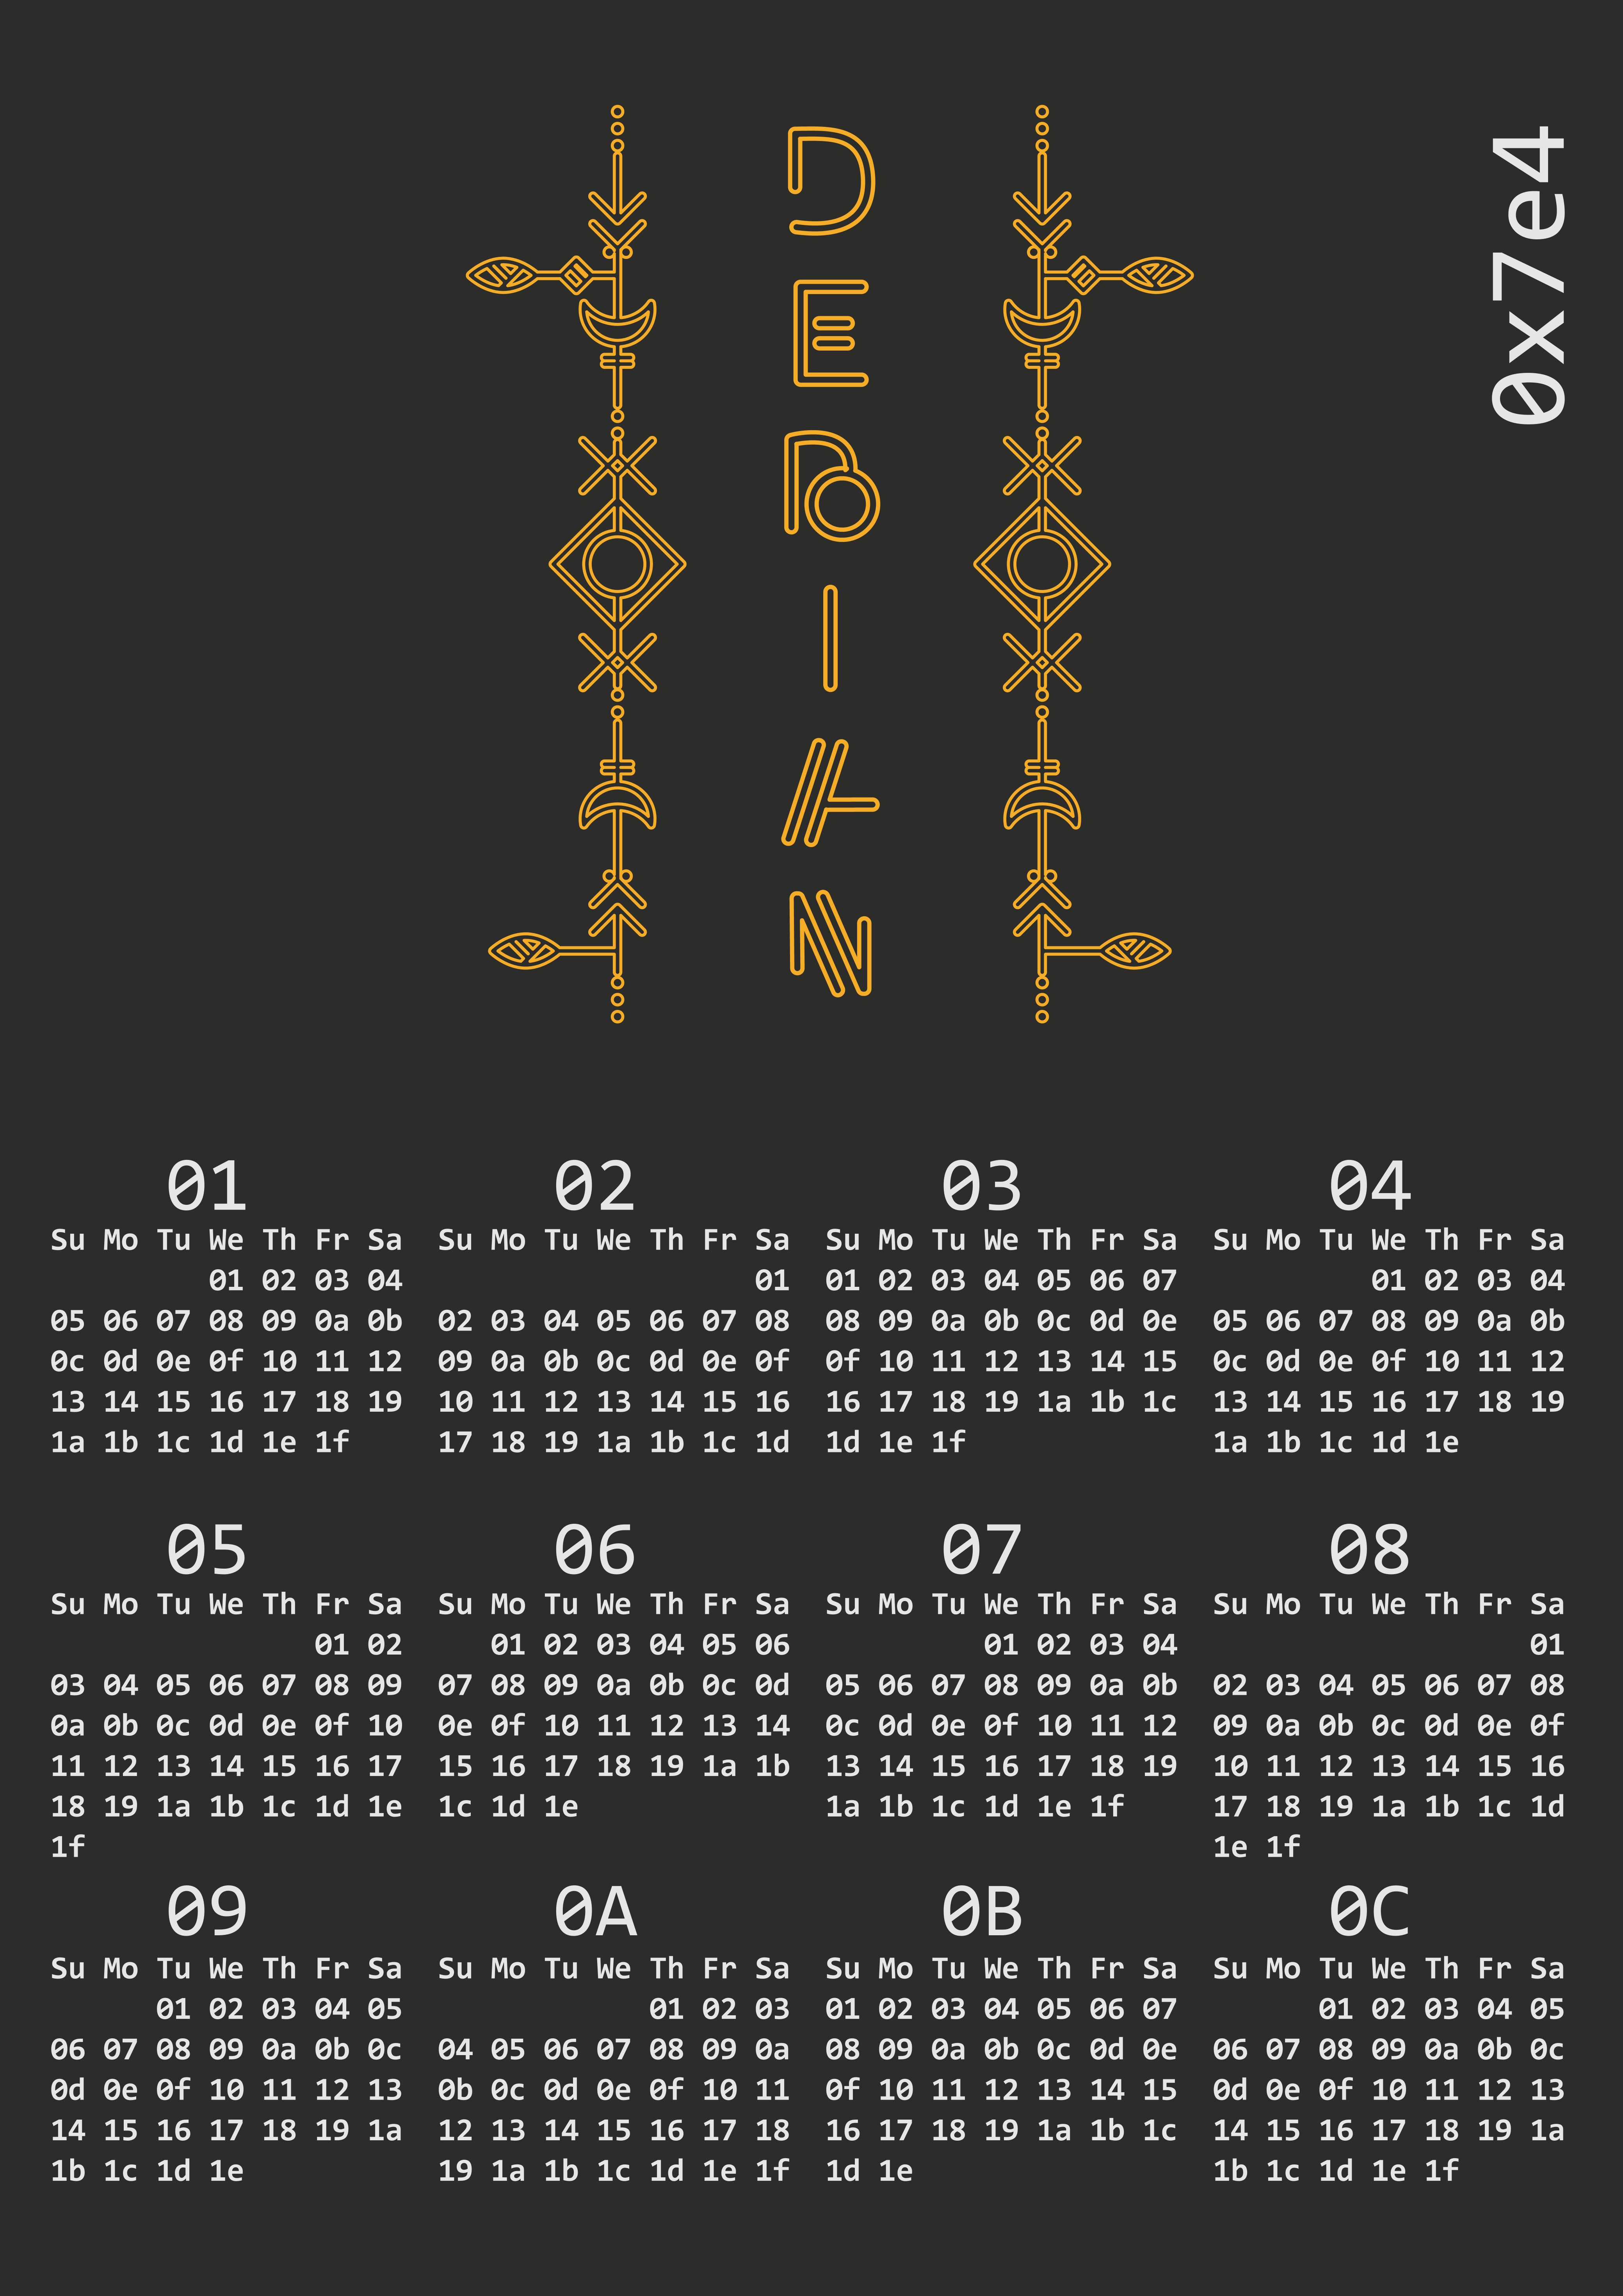 DEBIAN
0x7e4
01
Su Mo Tu We Th Fr Sa
01 02 03 04
05 06 07 08 09 0a 0b
0c 0d 0e 0f 10 11 12
13 14 15 16 17 18 19
1a 1b 1c 1d 1e 1f
02
Su Mo Tu We Th Fr Sa
01
02 03 04 05 06 07 08
09 0a 0b 0c 0d 0e 0f
10 11 12 13 14 15 16
17 18 19 1a 1b 1c 1d
03
Su Mo Tu We Th Fr Sa
01 02 03 04 05 06 07
08 09 0a 0b 0c 0d 0e
0f 10 11 12 13 14 15
16 17 18 19 1a 1b 1c
1d 1e 1f
04
Su Mo Tu We Th Fr Sa
01 02 03 04
05 06 07 08 09 0a 0b
0c 0d 0e 0f 10 11 12
13 14 15 16 17 18 19
1a 1b 1c 1d 1e
05
Su Mo Tu We Th Fr Sa
01 02
03 04 05 06 07 08 09
0a 0b 0c 0d 0e 0f 10
11 12 13 14 15 16 17
18 19 1a 1b 1c 1d 1e
1f
06
Su Mo Tu We Th Fr Sa
01 02 03 04 05 06
07 08 09 0a 0b 0c 0d
0e 0f 10 11 12 13 14
15 16 17 18 19 1a 1b
1c 1d 1e
07
Su Mo Tu We Th Fr Sa
01 02 03 04
05 06 07 08 09 0a 0b
0c 0d 0e 0f 10 11 12
13 14 15 16 17 18 19
1a 1b 1c 1d 1e 1f
08
Su Mo Tu We Th Fr Sa
01
02 03 04 05 06 07 08
09 0a 0b 0c 0d 0e 0f
10 11 12 13 14 15 16
17 18 19 1a 1b 1c 1d
1e 1f
09
Su Mo Tu We Th Fr Sa
01 02 03 04 05
06 07 08 09 0a 0b 0c
0d 0e 0f 10 11 12 13
14 15 16 17 18 19 1a
1b 1c 1d 1e
0A
Su Mo Tu We Th Fr Sa
01 02 03
04 05 06 07 08 09 0a
0b 0c 0d 0e 0f 10 11
12 13 14 15 16 17 18
19 1a 1b 1c 1d 1e 1f
0B
Su Mo Tu We Th Fr Sa
01 02 03 04 05 06 07
08 09 0a 0b 0c 0d 0e
0f 10 11 12 13 14 15
16 17 18 19 1a 1b 1c
1d 1e
0C
Su Mo Tu We Th Fr Sa
01 02 03 04 05
06 07 08 09 0a 0b 0c
0d 0e 0f 10 11 12 13
14 15 16 17 18 19 1a
1b 1c 1d 1e 1f